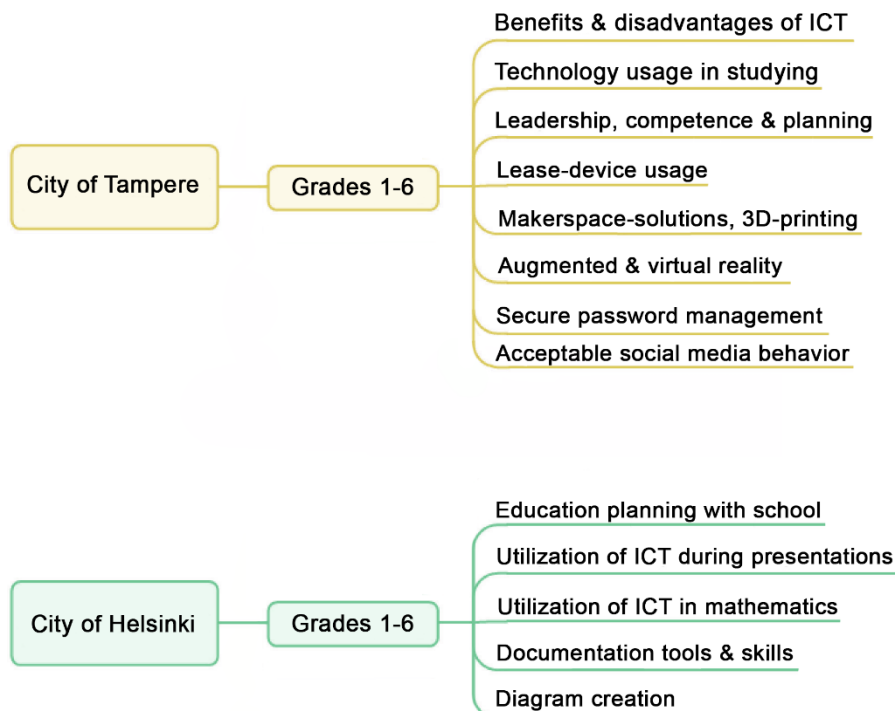 City of Tampere
Grades 1-6
Benefits & disadvantages of ICT
Technology usage in studying
Leadership, competence & planning
Lease-device usage
Makerspace-solutions, 3D-printing
Augmented & virtual reality
Secure password management
Acceptable social media behavior
City of Helsinki
Grades 1-6
Education planning with school
Utilization of ICT during presentations
Utilization of ICT in mathematics
Documentation tools & skills
Diagram creation